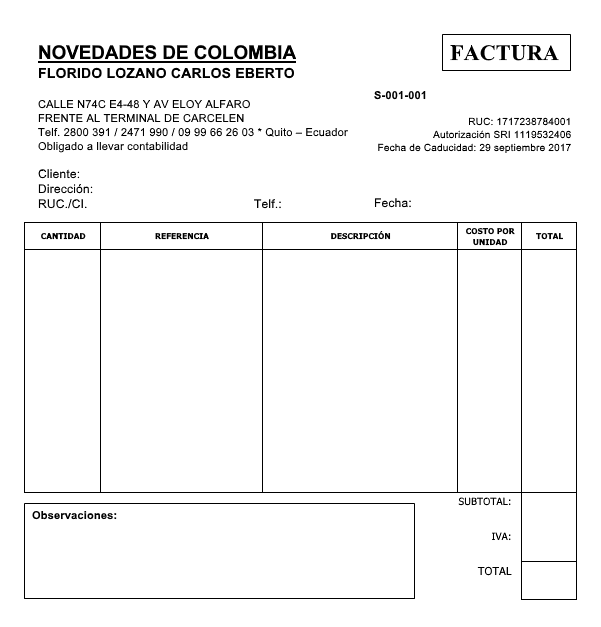 NOVEDADES DE COLOMBIA
FLORIDO LOZANO CARLOS EBERTO
FACTURA
S-001-001
CALLE N74C E4-48 Y AV ELOY ALFARO
FRENTE AL TERMINAL DE CARCELEN
Telf. 2800 391 / 2471 990 / 09 99 66 26 03 * Quito – Ecuador
Obligado a llevar contabilidad
RUC: 1717238784001
Autorización SRI 1119532406
Fecha de Caducidad: 29 septiembre 2017
Cliente:
Dirección:
RUC./CI. Telf.: Fecha:
CANTIDAD REFERENCIA DESCRIPCIÓN COSTO POR UNIDAD TOTAL
SUBTOTAL:
Observaciones:
IVA:
TOTAL